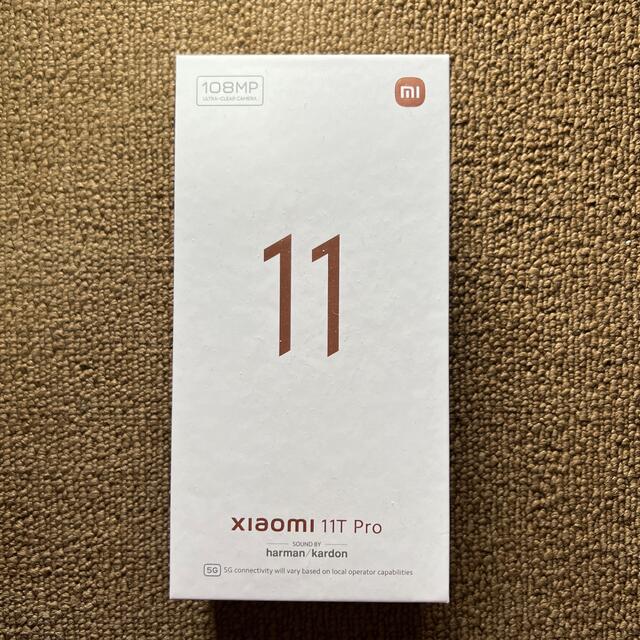 108MP
ULTRA-CLEAR CAMERA
mi
11
xiaomi 11T Pro
SOUND BY
harman/kardon
5G 5G connectivity will vary based on local operator capabilities